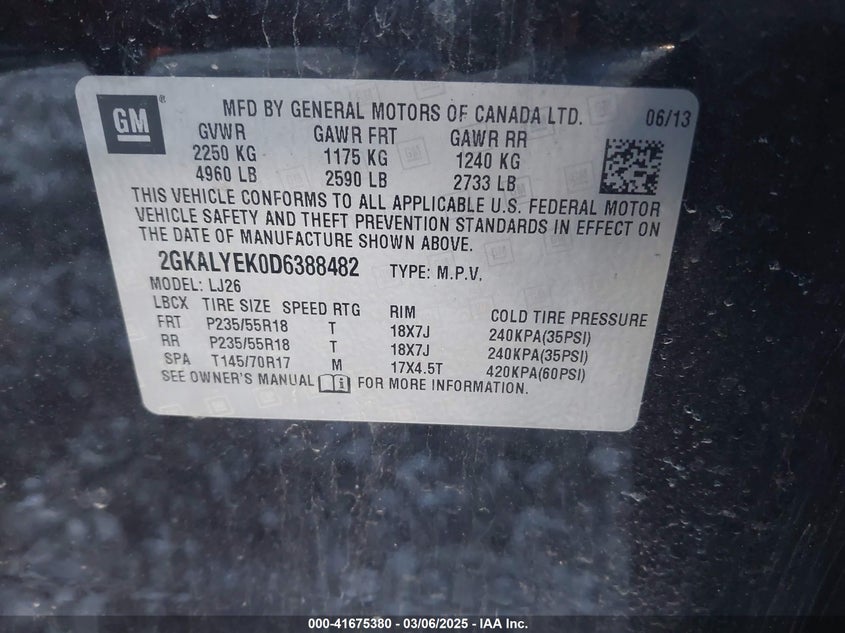 GM ®
MFD BY GENERAL MOTORS OF CANADA LTD. 06/13
GVWR GAWR FRT GAWR RR
2250 KG 1175 KG 1240 KG
4960 LB 2590 LB 2733 LB
THIS VEHICLE CONFORMS TO ALL APPLICABLE U.S. FEDERAL MOTOR
VEHICLE SAFETY AND THEFT PREVENTION STANDARDS IN EFFECT ON
THE DATE OF MANUFACTURE SHOWN ABOVE.
2GKALYEK0D6388482 TYPE: M.P.V.
MODEL: LJ26
LBCX TIRE SIZE SPEED RTG RIM COLD TIRE PRESSURE
FRT P235/55R18 T 18X7J 240KPA(35PSI)
RR P235/55R18 T 18X7J 240KPA(35PSI)
SPA T145/70R17 M 17X4.5T 420KPA(60PSI)
SEE OWNER'S MANUAL FOR MORE INFORMATION.
000-41675380 — 03/06/2025 — IAA Inc.